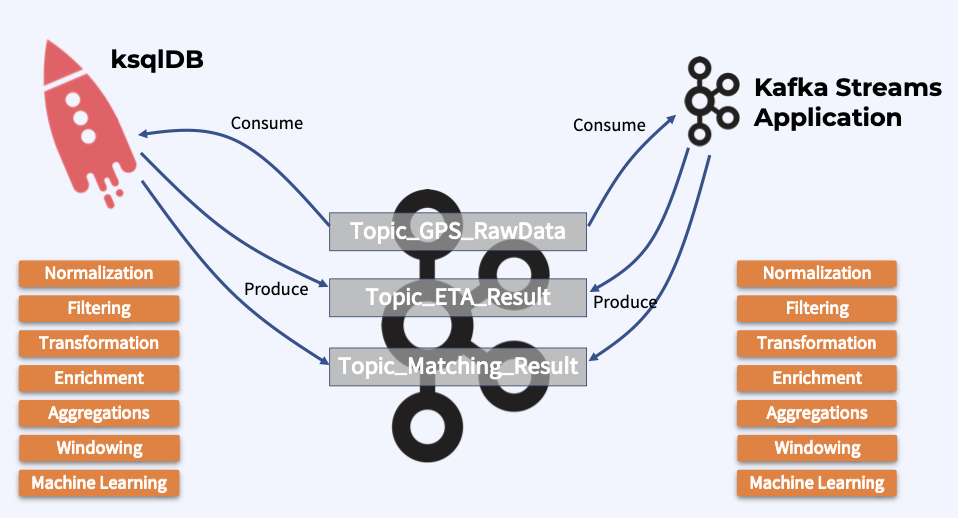 ksqlDB
Kafka Streams
Application
Consume
Consume
Topic_GPS_RawData
Topic_ETA_Result
Topic_Matching_Result
Produce
Produce
Normalization
Filtering
Transformation
Enrichment
Aggregations
Windowing
Machine Learning
Normalization
Filtering
Transformation
Enrichment
Aggregations
Windowing
Machine Learning